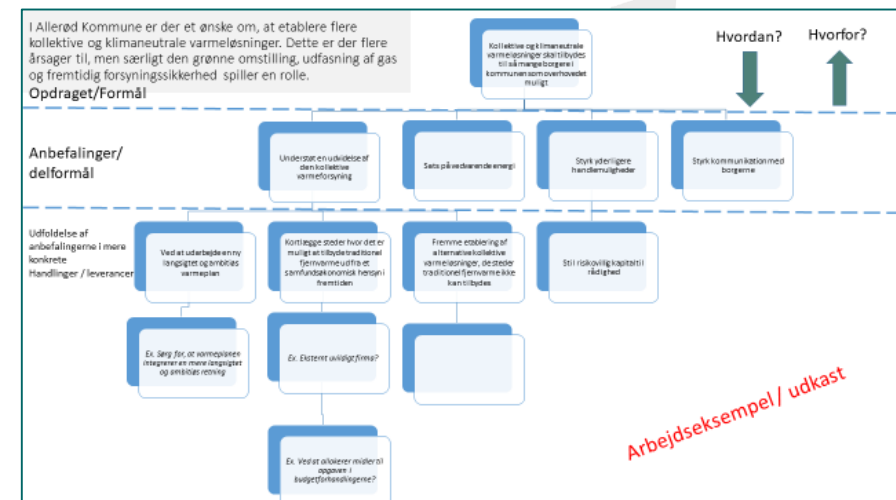 I Allerød Kommune er der et ønske om, at etablere flere
kollektive og klimaneutrale varmeløsninger. Dette er der flere
årsager til, men særligt den grønne omstilling, udfasning af gas
og fremtidig forsyningssikkerhed spiller en rolle.
Opdraget/Formål
Kollektive og klimaneutrale
varmeløsninger skal tilbydes
til så mange borgere i
kommunen som overhovedet
muligt
Hvordan?
Hvorfor?
Anbefalinger/
delformål
Understøt en udvidelse af
den kollektive
varmeforsyning
Sats på vedvarende energi
Styrk yderligere
handlemuligheder
Styrk kommunikation med
borgerne
Udfoldelse af
anbefalingerne i mere
konkrete
Handlinger / leverancer
Ved at udarbejde en ny
langsigtet og ambitiøs
varmeplan
Kortlægge steder hvor det er
muligt at tilbyde traditionel
fjernvarme ud fra et
samfundsøkonomisk hensyn i
fremtiden
Fremme etablering af
alternative kollektive
varmeløsninger, de steder
traditionel fjernvarme ikke
kan tilbydes
Stil risikovillig kapital til
rådighed
Ex. Sørg for, at varmeplanen
integrerer en mere langsigtet
og ambitiøs retning
Ex. Eksternt uvildigt firma?
Ex. Ved at allokerer midler til
opgaven i
budgetforhandlingerne?
Arbejdseksempel/ udkast